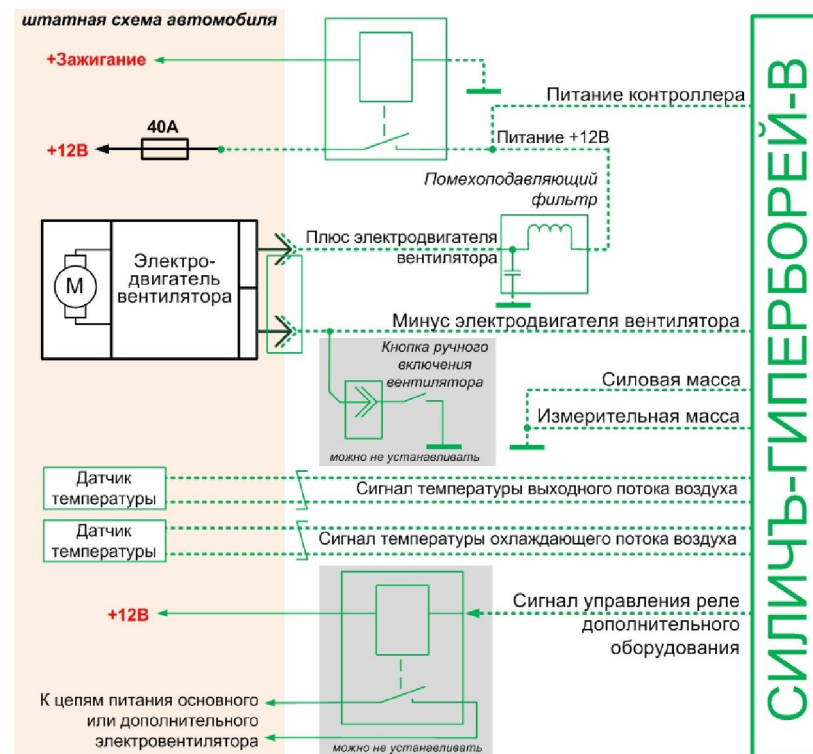 штатная схема автомобиля
+Зажигание
Питание контроллера
40А
+12В
Питание +12В
Помехоподавляющий
фильтр
Плюс электродвигателя
вентилятора
Электро-
двигатель
вентилятора
М
Минус электродвигателя вентилятора
Кнопка ручного
включения
вентилятора
можно не устанавливать
Силовая масса
Измерительная масса
Датчик
температуры
Сигнал температуры выходного потока воздуха
Датчик
температуры
Сигнал температуры охлаждающего потока воздуха
+12В
Сигнал управления реле
дополнительного
оборудования
К цепям питания основного
или дополнительного
электровентилятора
можно не устанавливать
СИЛИЧЪ-ГИПЕРБОРЕЙ-В